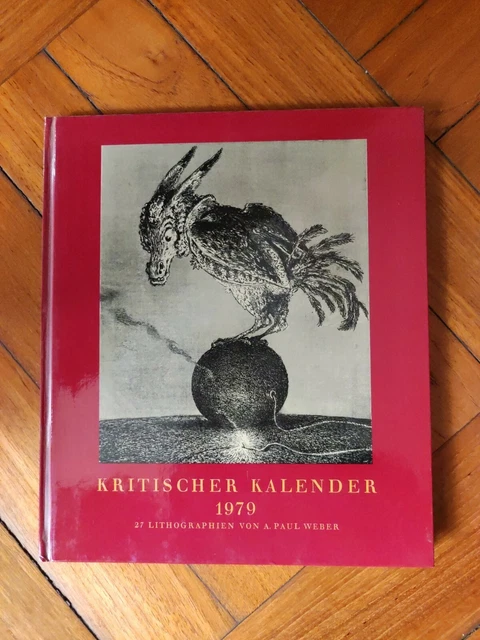 KRITISCHER KALENDER
1979
27 LITHOGRAPHIEN VON A. PAUL WEBER